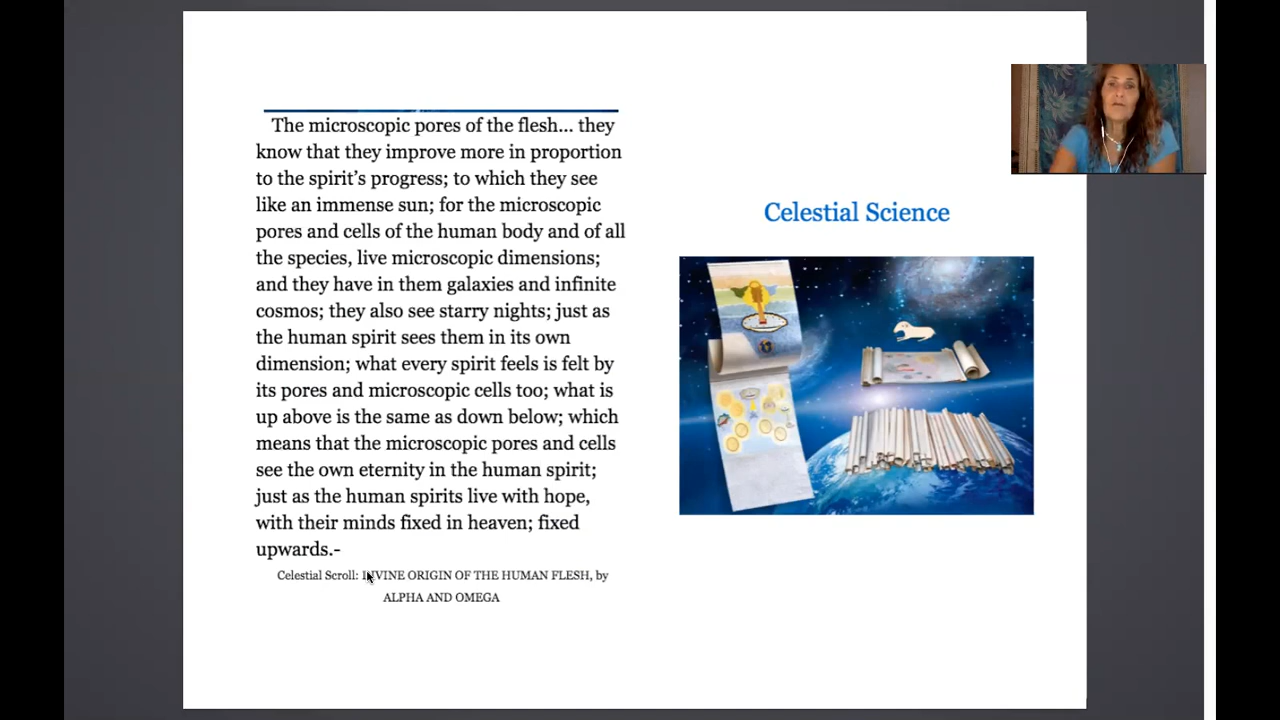 The microscopic pores of the flesh... they
know that they improve more in proportion
to the spirit's progress; to which they see
like an immense sun; for the microscopic
pores and cells of the human body and of all
the species, live microscopic dimensions;
and they have in them galaxies and infinite
cosmos; they also see starry nights; just as
the human spirit sees them in its own
dimension; what every spirit feels is felt by
its pores and microscopic cells too; what is
up above is the same as down below; which
means that the microscopic pores and cells
see the own eternity in the human spirit;
just as the human spirits live with hope,
with their minds fixed in heaven; fixed
upwards.-
Celestial Scroll: DIVINE ORIGIN OF THE HUMAN FLESH, by
ALPHA AND OMEGA
Celestial Science